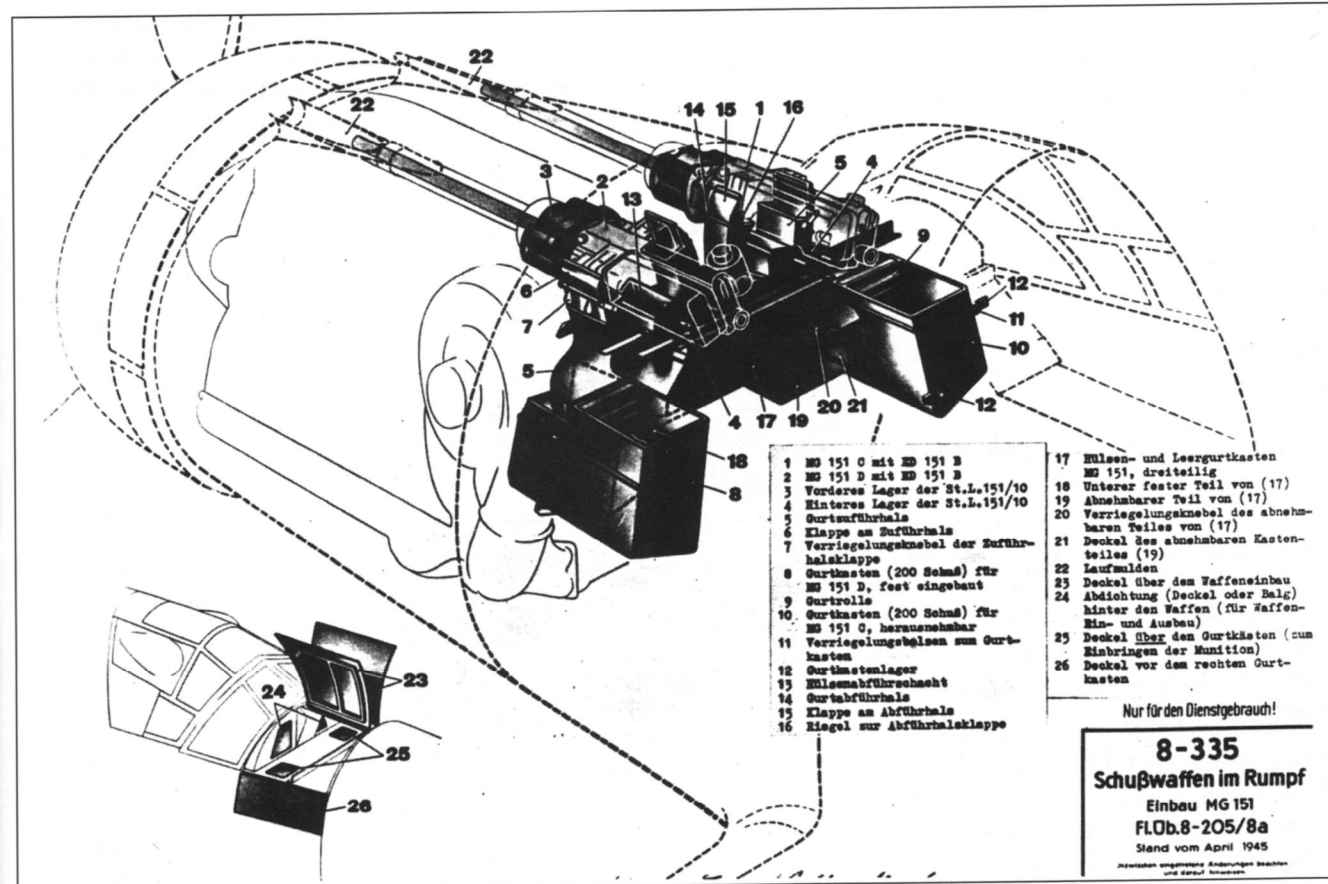 22
22
14
15
1
16
5
4
3
2
13
9
6
12
7
11
10
5
4
17
19
20
21
12
18
8
23
24
25
26
1 MG 151 C mit ED 151 B
2 MG 151 D mit ED 151 B
3 Vorderes Lager der St.L.151/10
4 Hinteres Lager der St.L.151/10
5 Gurtzuführhals
6 Klappe am Zuführhals
7 Verriegelungsknebel der Zuführ-
halsklappe
8 Gurtkasten (200 Schuß) für
MG 151 D, fest eingebaut
9 Gurtrolle
10 Gurtkasten (200 Schuß) für
MG 151 C, herausnehmbar
11 Verriegelungsbolzen zum Gurt-
kasten
12 Gurtkastenlager
13 Hülsenabführschacht
14 Gurtabführhals
15 Klappe am Abführhals
16 Riegel zur Abführhalsklappe
17 Hülsen- und Leergurtkasten
MG 151, dreiteilig
18 Unterer fester Teil von (17)
19 Abnehmbarer Teil von (17)
20 Verriegelungsknebel des abnehm-
baren Teiles von (17)
21 Deckel des abnehmbaren Kasten-
teiles (19)
22 Laufmulden
23 Deckel über dem Waffeneinbau
24 Abdichtung (Deckel oder Balg)
hinter den Waffen (für Waffen-
Ein- und Ausbau)
25 Deckel über den Gurtkästen (zum
Einbringen der Munition)
26 Deckel vor dem rechten Gurt-
kasten
Nur für den Dienstgebrauch!
8-335
Schußwaffen im Rumpf
Einbau MG 151
Fl.Üb.8-205/8a
Stand vom April 1945
Inzwischen eingetretene Änderungen beachten
und darauf hinweisen